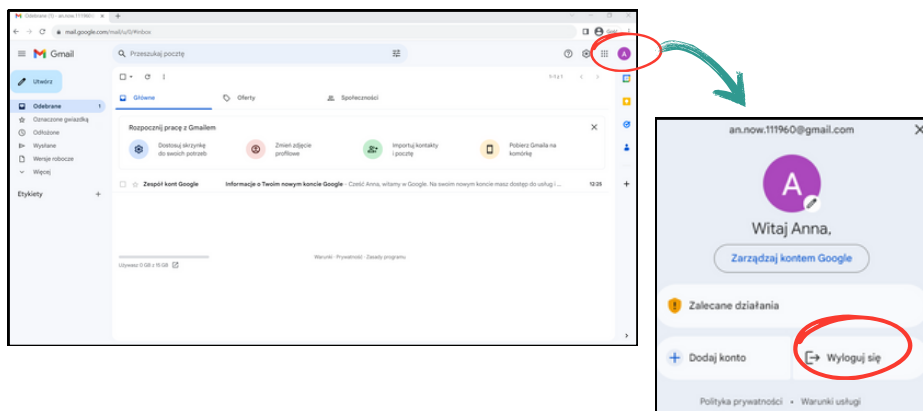 Odebrane (1) - an.now.111960@
mail.google.com/mail/u/0/#inbox
Gość
Gmail
Przeszukaj pocztę
A
Utwórz
Odebrane 1
Oznaczone gwiazdką
Odłożone
Wysłane
Wersje robocze
Więcej
Etykiety +
1-1 z 1
Główne
Oferty
Społeczności
Rozpocznij pracę z Gmailem
Dostosuj skrzynkę
do swoich potrzeb
Zmień zdjęcie
profilowe
Importuj kontakty
i pocztę
Pobierz Gmaila na
komórkę
Zespół kont Google Informacje o Twoim nowym koncie Google - Cześć Anna, witamy w Google. Na swoim nowym koncie masz dostęp do usług i ... 12:25
Używasz 0 GB z 15 GB
Warunki · Prywatność · Zasady programu
an.now.111960@gmail.com
A
Witaj Anna,
Zarządzaj kontem Google
Zalecane działania
Dodaj konto
Wyloguj się
Polityka prywatności • Warunki usługi